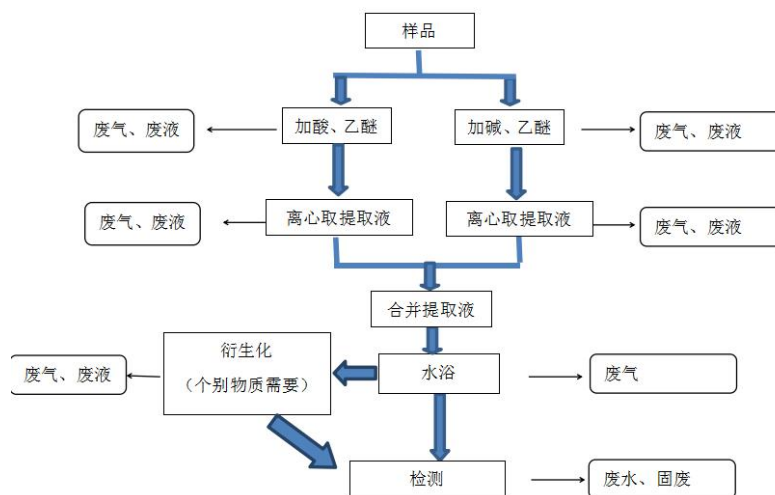 样品
废气、废液
加酸、乙醚
加碱、乙醚
废气、废液
废气、废液
离心取提取液
离心取提取液
废气、废液
合并提取液
衍生化
（个别物质需要）
废气、废液
水浴
废气
检测
废水、固废